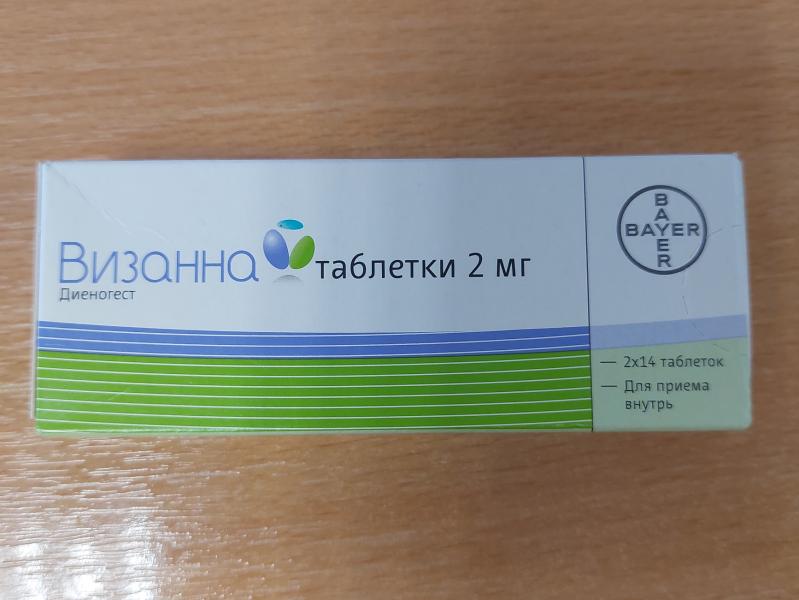 Визанна
таблетки 2 мг
Диеногест
BAYER
BAYER
— 2x14 таблеток
— Для приема
внутрь